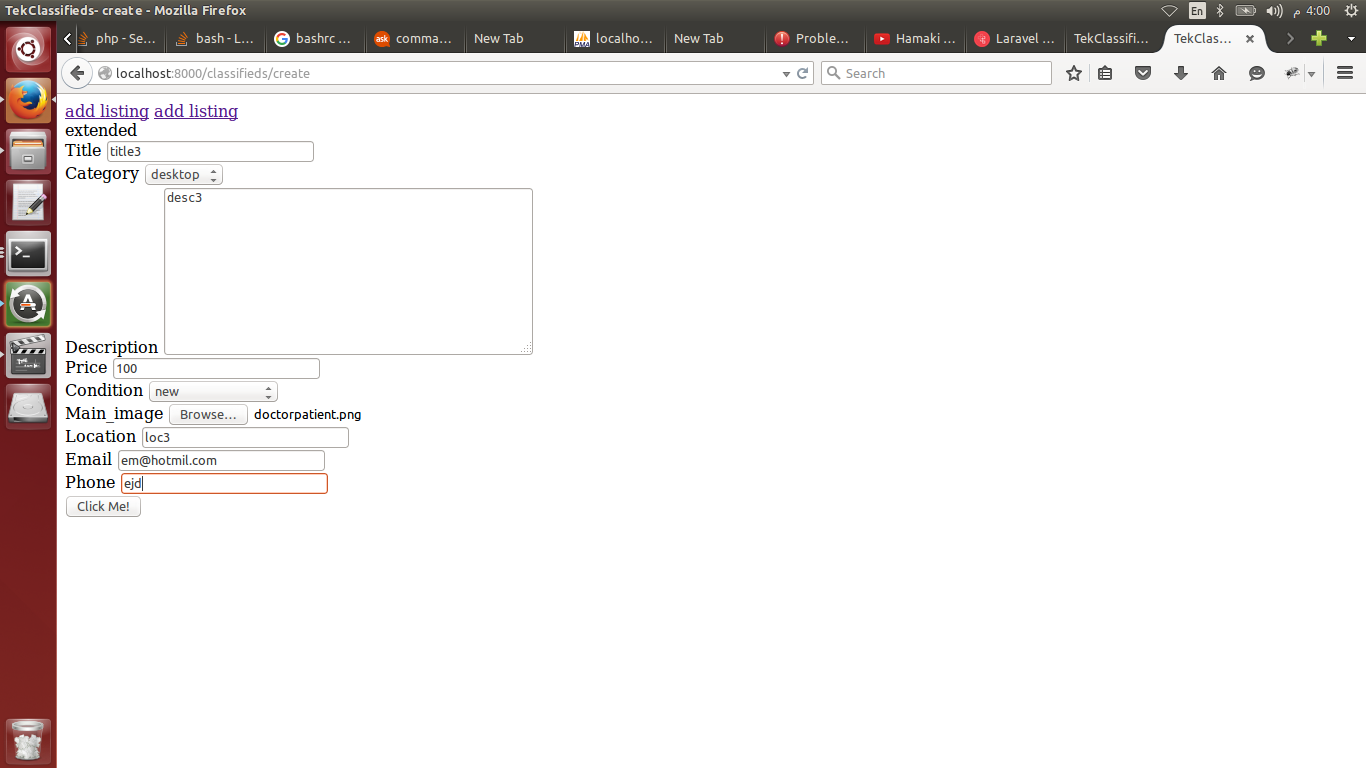 TekClassifieds- create - Mozilla Firefox
En
م 4:00
php - Se...
bash - L...
bashrc ...
ask
comma...
New Tab
PMA
localho...
New Tab
Proble...
Hamaki ...
Laravel ...
TekClassifi...
TekClas...
localhost:8000/classifieds/create
Search
add listing add listing
extended
Title title3
Category desktop
desc3
Description
Price 100
Condition new
Main_image Browse... doctorpatient.png
Location loc3
Email em@hotmil.com
Phone ejd
Click Me!